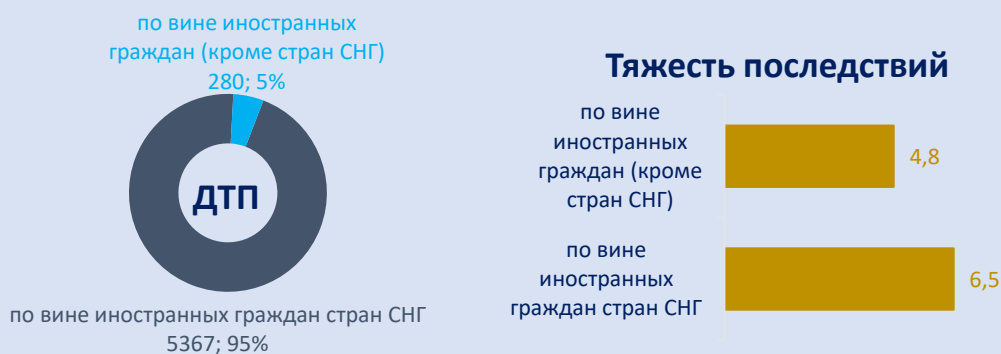 по вине иностранных
граждан (кроме стран СНГ)
280; 5%
ДТП
по вине иностранных граждан стран СНГ
5367; 95%
Тяжесть последствий
по вине
иностранных
граждан (кроме
стран СНГ)
4,8
по вине
иностранных
граждан стран СНГ
6,5